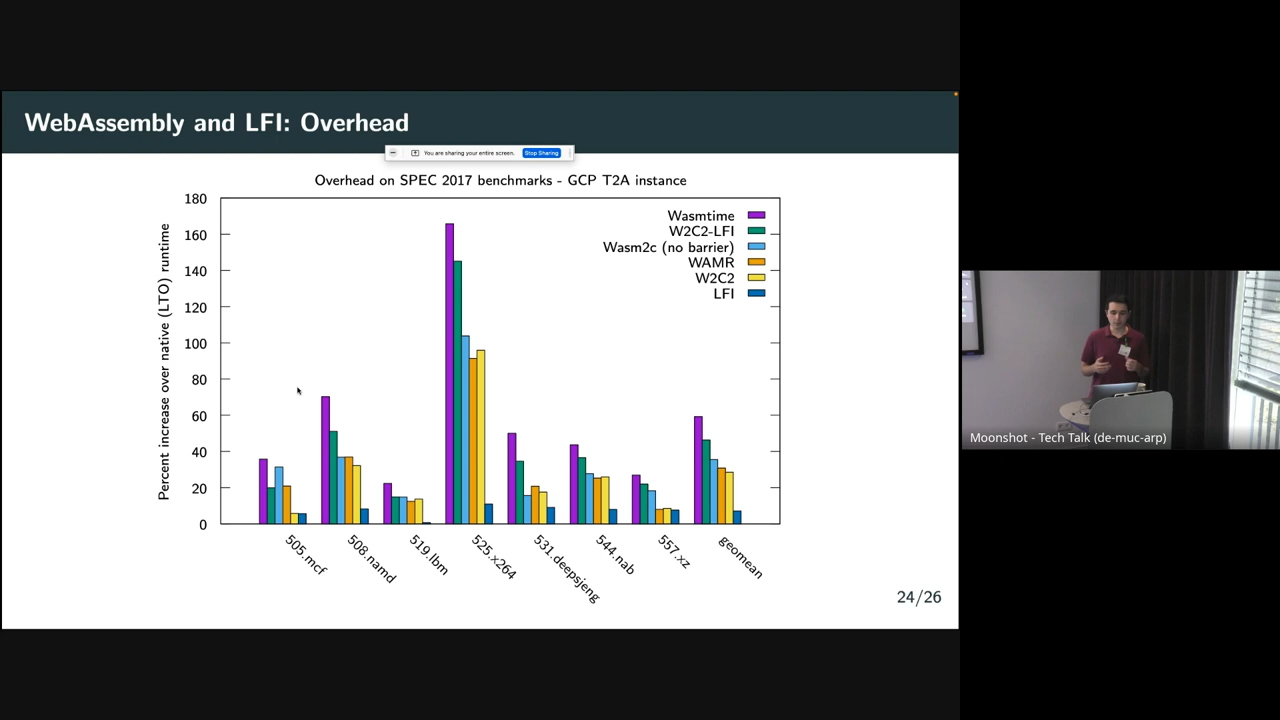 WebAssembly and LFI: Overhead
You are sharing your entire screen.
Stop Sharing
Overhead on SPEC 2017 benchmarks - GCP T2A instance
Percent increase over native (LTO) runtime
180
160
140
120
100
80
60
40
20
0
Wasmtime
W2C2-LFI
Wasm2c (no barrier)
WAMR
W2C2
LFI
505.mcf
508.namd
519.lbm
525.x264
531.deepsjeng
544.nab
557.xz
geomean
24/26
Moonshot - Tech Talk (de-muc-arp)